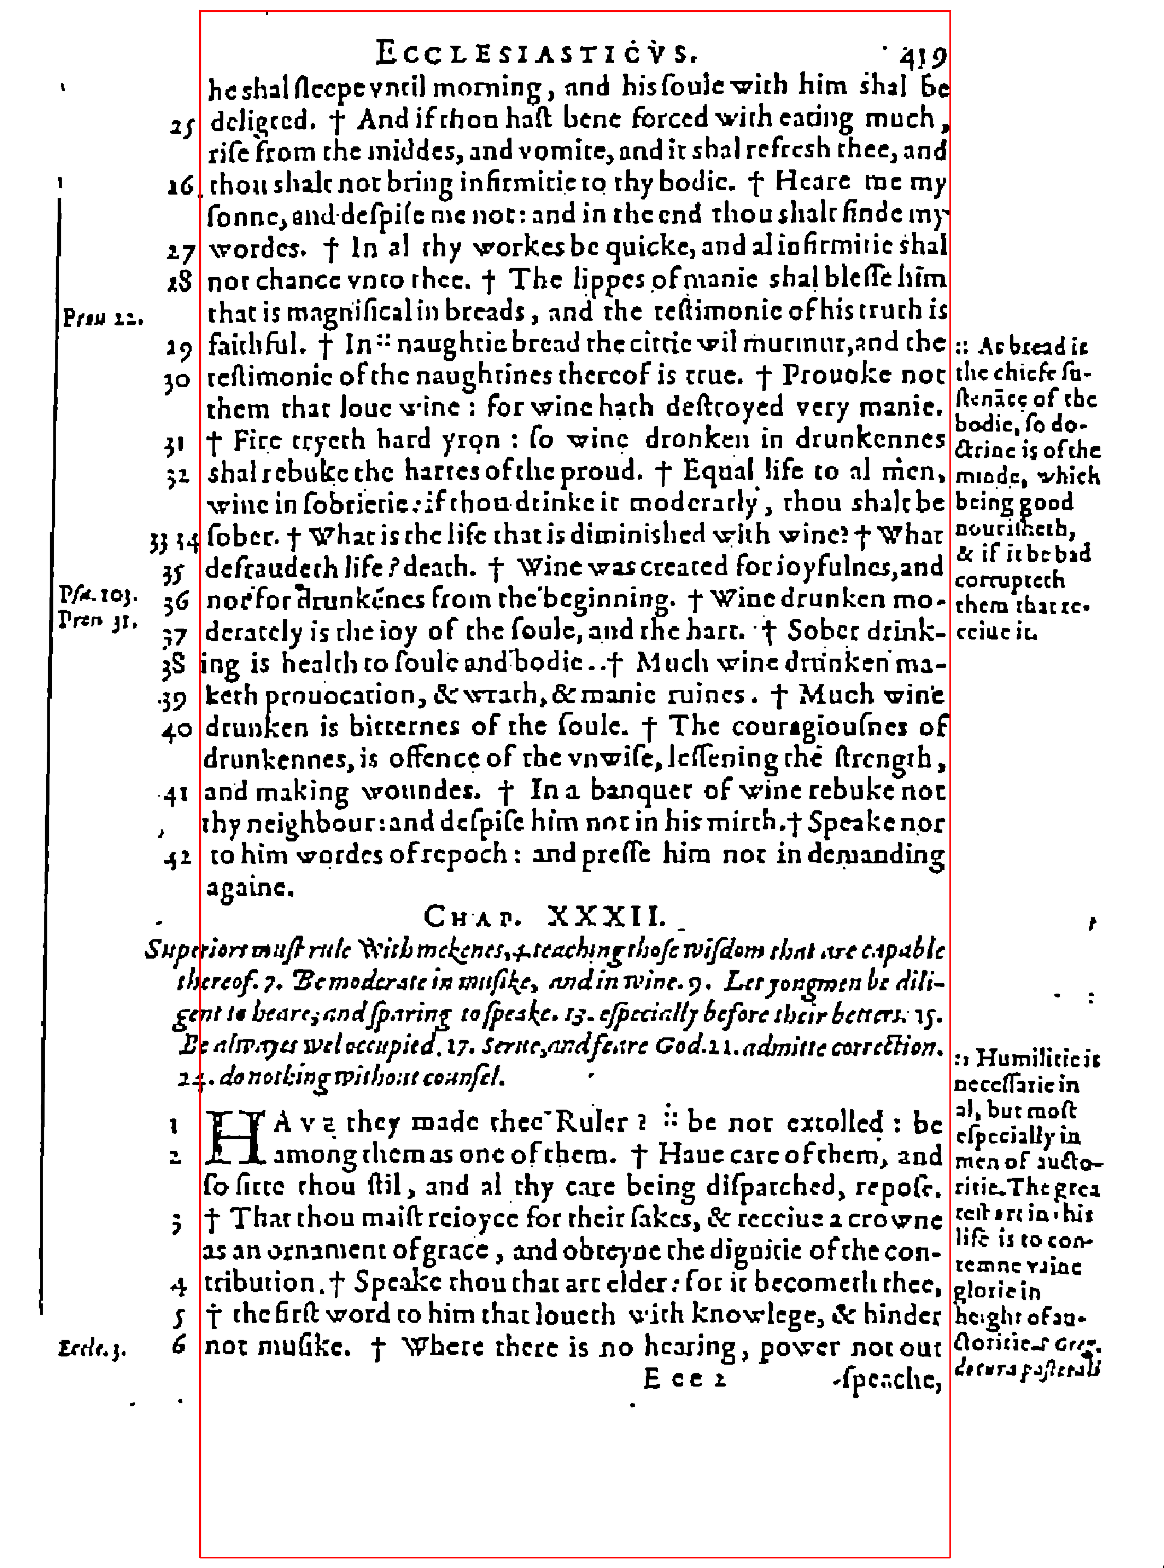 ECCLESIASTICVS. 419
he shal sleepe vntil morning, and his soule with him shal be
25 deligted. † And if thou hast bene forced with eating much,
rise from the middes, and vomite, and it shal refresh thee, and
26 thou shalt not bring infirmitie to thy bodie. † Heare me my
sonne, and despise me not: and in the end thou shalt finde my
27 wordes. † In al thy workes be quicke, and al infirmitie shal
28 not chance vnto thee. † The lippes of manie shal blesse him
Prou 22. that is magnifical in breads, and the testimonie of his truth is
29 faithful. † In :: naughtie bread the citie wil murmur, and the
30 testimonie of the naughtines thereof is true. † Prouoke not
them that loue wine: for wine hath destroyed very manie.
31 † Fire tryeth hard yron: so wine dronken in drunkennes
32 shal rebuke the hartes of the proud. † Equal life to al men,
wine in sobrietie: if thou drinke it moderatly, thou shalt be
33 34 sober. † What is the life that is diminished with wine? † What
35 defraudeth life? death. † Wine was created for ioyfulnes, and
Psa. 103. 36 not for drunkénes from the beginning. † Wine drunken mo-
Prou 31. 37 derately is the ioy of the soule, and the hart. † Sober drink-
38 ing is health to soule and bodie. † Much wine drunken ma-
39 keth prouocation, & wrath, & manie ruines. † Much wine
40 drunken is bitternes of the soule. † The couragiousnes of
drunkennes, is offence of the vnwise, lessening the strength,
41 and making woundes. † In a banquet of wine rebuke not
thy neighbour: and despise him not in his mirth. † Speake nor
42 to him wordes of repoch: and presse him not in demanding
againe.
:: As bread is
the chiefe su-
stenāce of the
bodie, so do-
ctrine is of the
minde, which
being good
nourisheth,
& if it be bad
corrupteth
them that re-
ceiue it.
CHAP. XXXII.
Superiors must rule with mekenes, 4. teaching those wisdom that are capable
thereof. 7. Be moderate in musike, and in wine. 9. Let yongmen be dili-
gent to heare, and sparing to speake. 13. especially before their betters. 15.
Be alwayes wel occupied. 17. Serue, and feare God. 21. admitte correction.
24. do nothing without counsel.
1 HAVE they made thee Ruler? :: be not extolled: be
2 among them as one of them. † Haue care of them, and
so sitte thou stil, and al thy care being dispatched, repose.
3 † That thou maist reioyce for their sakes, & receiue a crowne
as an ornament of grace, and obteyne the dignitie of the con-
4 tribution. † Speake thou that art elder: for it becometh thee,
5 † the first word to him that loueth with knowlege, & hinder
Eccle. 3. 6 not musike. † Where there is no hearing, power not out
:: Humilitie is
necessarie in
al, but most
especially in
men of aucto-
ritie. The grea
test art in this
life is to con-
temne vaine
glorie in
height of au-
ctoritie. S Greg.
de cura pastorali
Eee 2 speache,